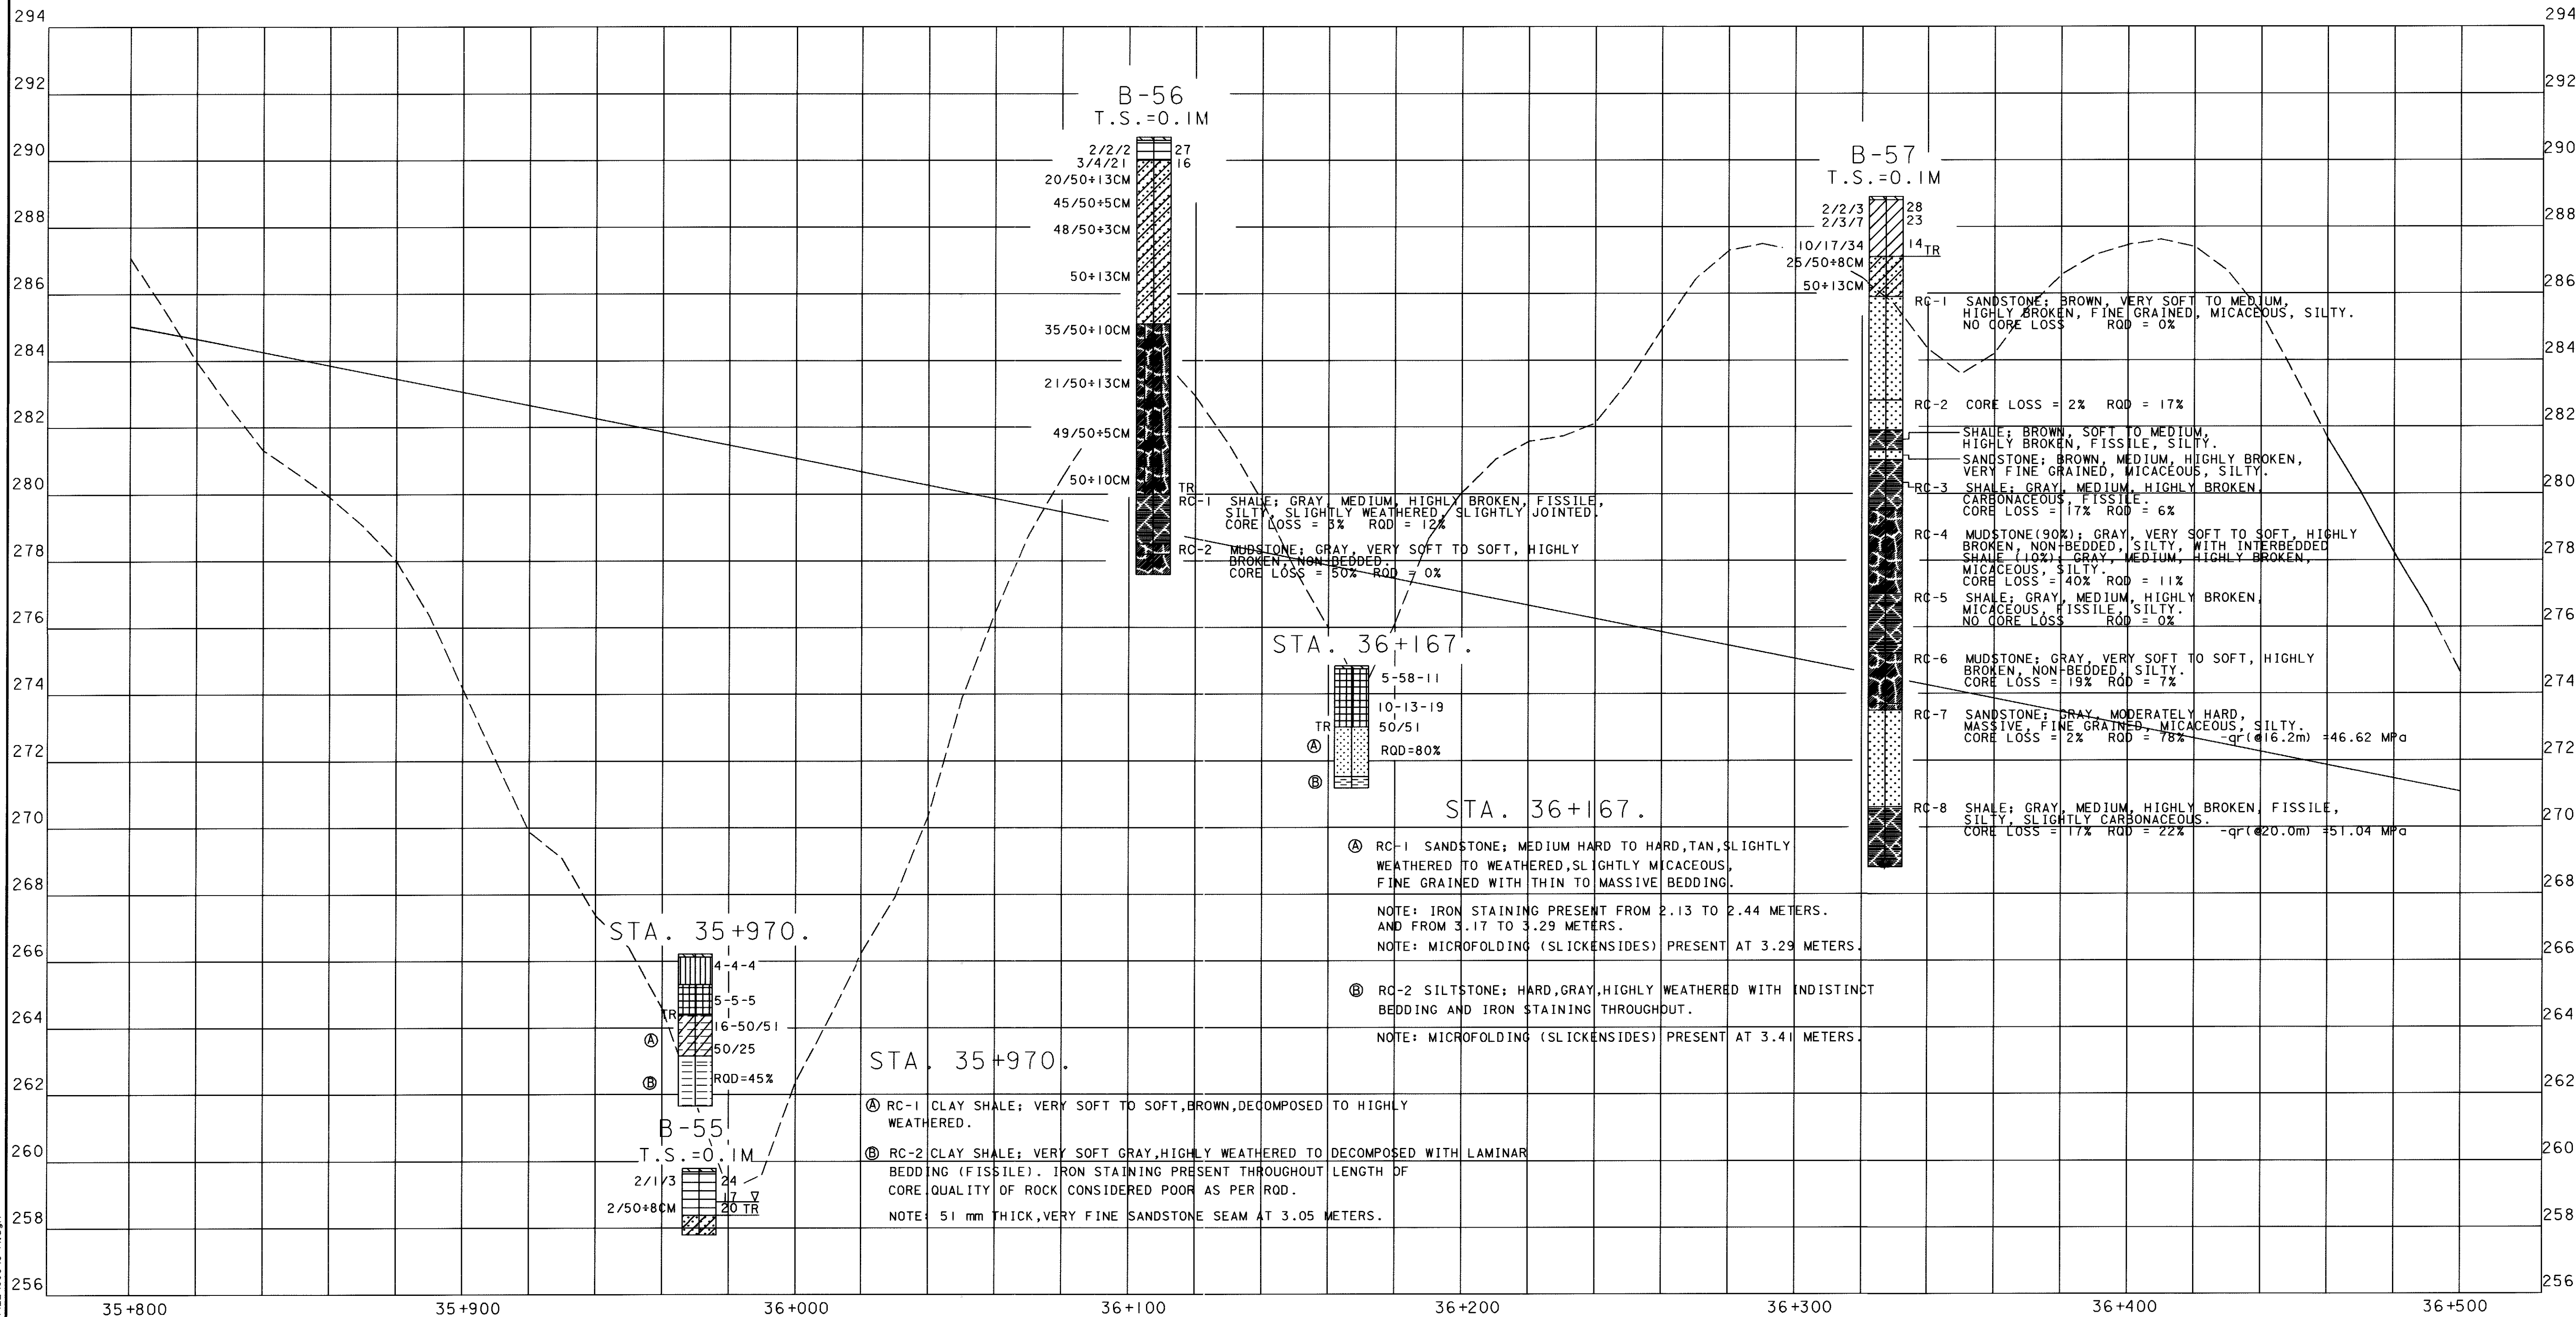 294 294
292 292
290 290
288 288
286 286
284 284
282 282
280 280
278 278
276 276
274 274
272 272
270 270
268 268
266 266
264 264
262 262
260 260
258 258
256 256
B-56
T.S.=0.1M
2/2/2 27
3/4/21 16
20/50÷13CM
45/50÷5CM
48/50÷3CM
50÷13CM
35/50÷10CM
21/50÷13CM
49/50÷5CM
50÷10CM TR
RC-1 SHALE; GRAY, MEDIUM, HIGHLY BROKEN, FISSILE,
SILTY, SLIGHTLY WEATHERED, SLIGHTLY JOINTED.
CORE LOSS = 3% RQD = 12%
RC-2 MUDSTONE; GRAY, VERY SOFT TO SOFT, HIGHLY
BROKEN, NON-BEDDED.
CORE LOSS = 50% RQD = 0%
B-57
T.S.=0.1M
2/2/3 28
2/3/7 23
10/17/34 14 TR
25/50÷8CM
50÷13CM
RC-1 SANDSTONE; BROWN, VERY SOFT TO MEDIUM,
HIGHLY BROKEN, FINE GRAINED, MICACEOUS, SILTY.
NO CORE LOSS RQD = 0%
RC-2 CORE LOSS = 2% RQD = 17%
SHALE; BROWN, SOFT TO MEDIUM,
HIGHLY BROKEN, FISSILE, SILTY.
SANDSTONE; BROWN, MEDIUM, HIGHLY BROKEN,
VERY FINE GRAINED, MICACEOUS, SILTY.
RC-3 SHALE; GRAY, MEDIUM, HIGHLY BROKEN,
CARBONACEOUS, FISSILE.
CORE LOSS = 17% RQD = 6%
RC-4 MUDSTONE(90%); GRAY, VERY SOFT TO SOFT, HIGHLY
BROKEN, NON-BEDDED, SILTY, WITH INTERBEDDED
SHALE (10%); GRAY, MEDIUM, HIGHLY BROKEN,
MICACEOUS, SILTY.
CORE LOSS = 40% RQD = 11%
RC-5 SHALE; GRAY, MEDIUM, HIGHLY BROKEN,
MICACEOUS, FISSILE, SILTY.
NO CORE LOSS RQD = 0%
RC-6 MUDSTONE; GRAY, VERY SOFT TO SOFT, HIGHLY
BROKEN, NON-BEDDED, SILTY.
CORE LOSS = 19% RQD = 7%
RC-7 SANDSTONE; GRAY, MODERATELY HARD,
MASSIVE, FINE GRAINED, MICACEOUS, SILTY.
CORE LOSS = 2% RQD = 78% -qr(@16.2m) =46.62 MPa
RC-8 SHALE; GRAY, MEDIUM, HIGHLY BROKEN, FISSILE,
SILTY, SLIGHTLY CARBONACEOUS.
CORE LOSS = 17% RQD = 22% -qr(@20.0m) =51.04 MPa
STA. 36+167.
5-58-11
10-13-19
TR 50/51
A RQD=80%
B
STA. 36+167.
A RC-1 SANDSTONE; MEDIUM HARD TO HARD,TAN,SLIGHTLY
WEATHERED TO WEATHERED,SLIGHTLY MICACEOUS,
FINE GRAINED WITH THIN TO MASSIVE BEDDING.
NOTE: IRON STAINING PRESENT FROM 2.13 TO 2.44 METERS.
AND FROM 3.17 TO 3.29 METERS.
NOTE: MICROFOLDING (SLICKENSIDES) PRESENT AT 3.29 METERS.
B RC-2 SILTSTONE; HARD,GRAY,HIGHLY WEATHERED WITH INDISTINCT
BEDDING AND IRON STAINING THROUGHOUT.
NOTE: MICROFOLDING (SLICKENSIDES) PRESENT AT 3.41 METERS.
STA. 35+970.
4-4-4
5-5-5
TR
16-50/51
A 50/25
B RQD=45%
B-55
T.S.=0.1M
2/1/3 24
17
2/50÷8CM 20 TR
STA. 35+970.
A RC-1 CLAY SHALE; VERY SOFT TO SOFT,BROWN,DECOMPOSED TO HIGHLY
WEATHERED.
B RC-2 CLAY SHALE; VERY SOFT GRAY,HIGHLY WEATHERED TO DECOMPOSED WITH LAMINAR
BEDDING (FISSILE). IRON STAINING PRESENT THROUGHOUT LENGTH OF
CORE.QUALITY OF ROCK CONSIDERED POOR AS PER RQD.
NOTE: 51 mm THICK,VERY FINE SANDSTONE SEAM AT 3.05 METERS.
35+800 35+900 36+000 36+100 36+200 36+300 36+400 36+500